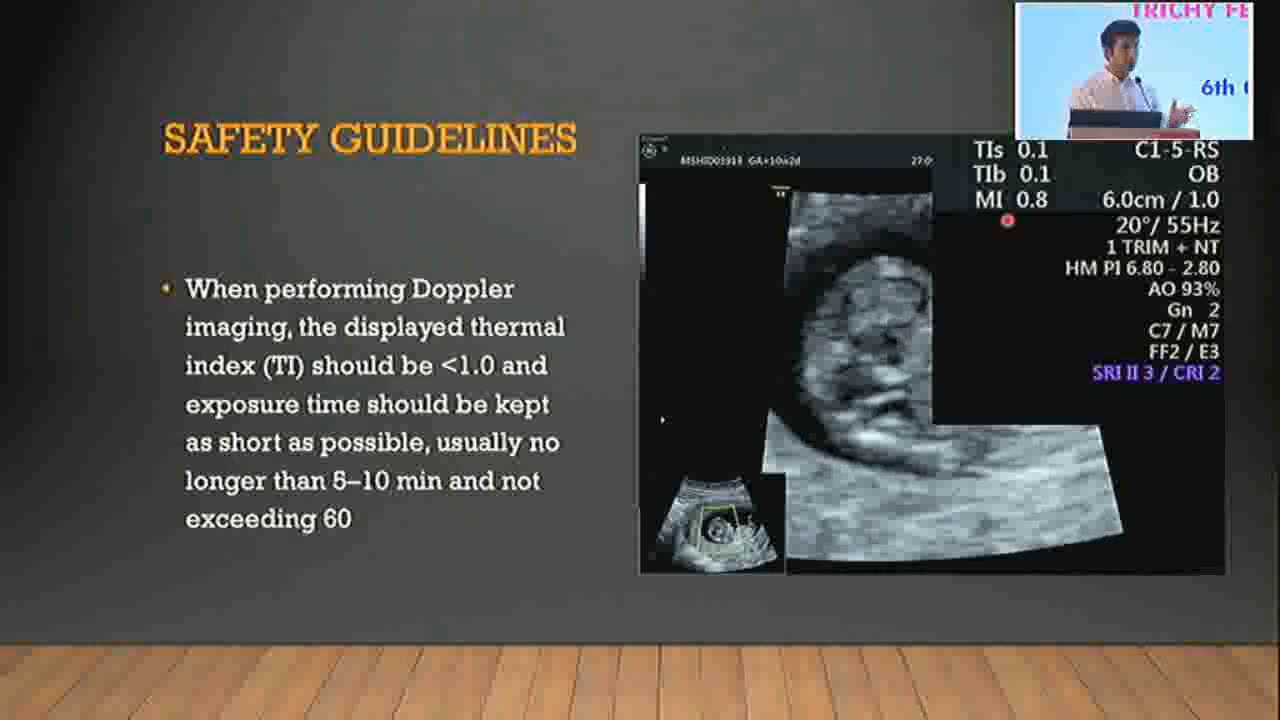 TRICHY FE
6th
SAFETY GUIDELINES
When performing Doppler
imaging, the displayed thermal
index (TI) should be <1.0 and
exposure time should be kept
as short as possible, usually no
longer than 5–10 min and not
exceeding 60
GA=10w2d
TIs 0.1 C1-5-RS
TIb 0.1 OB
MI 0.8 6.0cm / 1.0
20°/ 55Hz
1 TRIM + NT
HM PI 6.80 - 2.80
AO 93%
Gn 2
C7 / M7
FF2 / E3
SRI II 3 / CRI 2